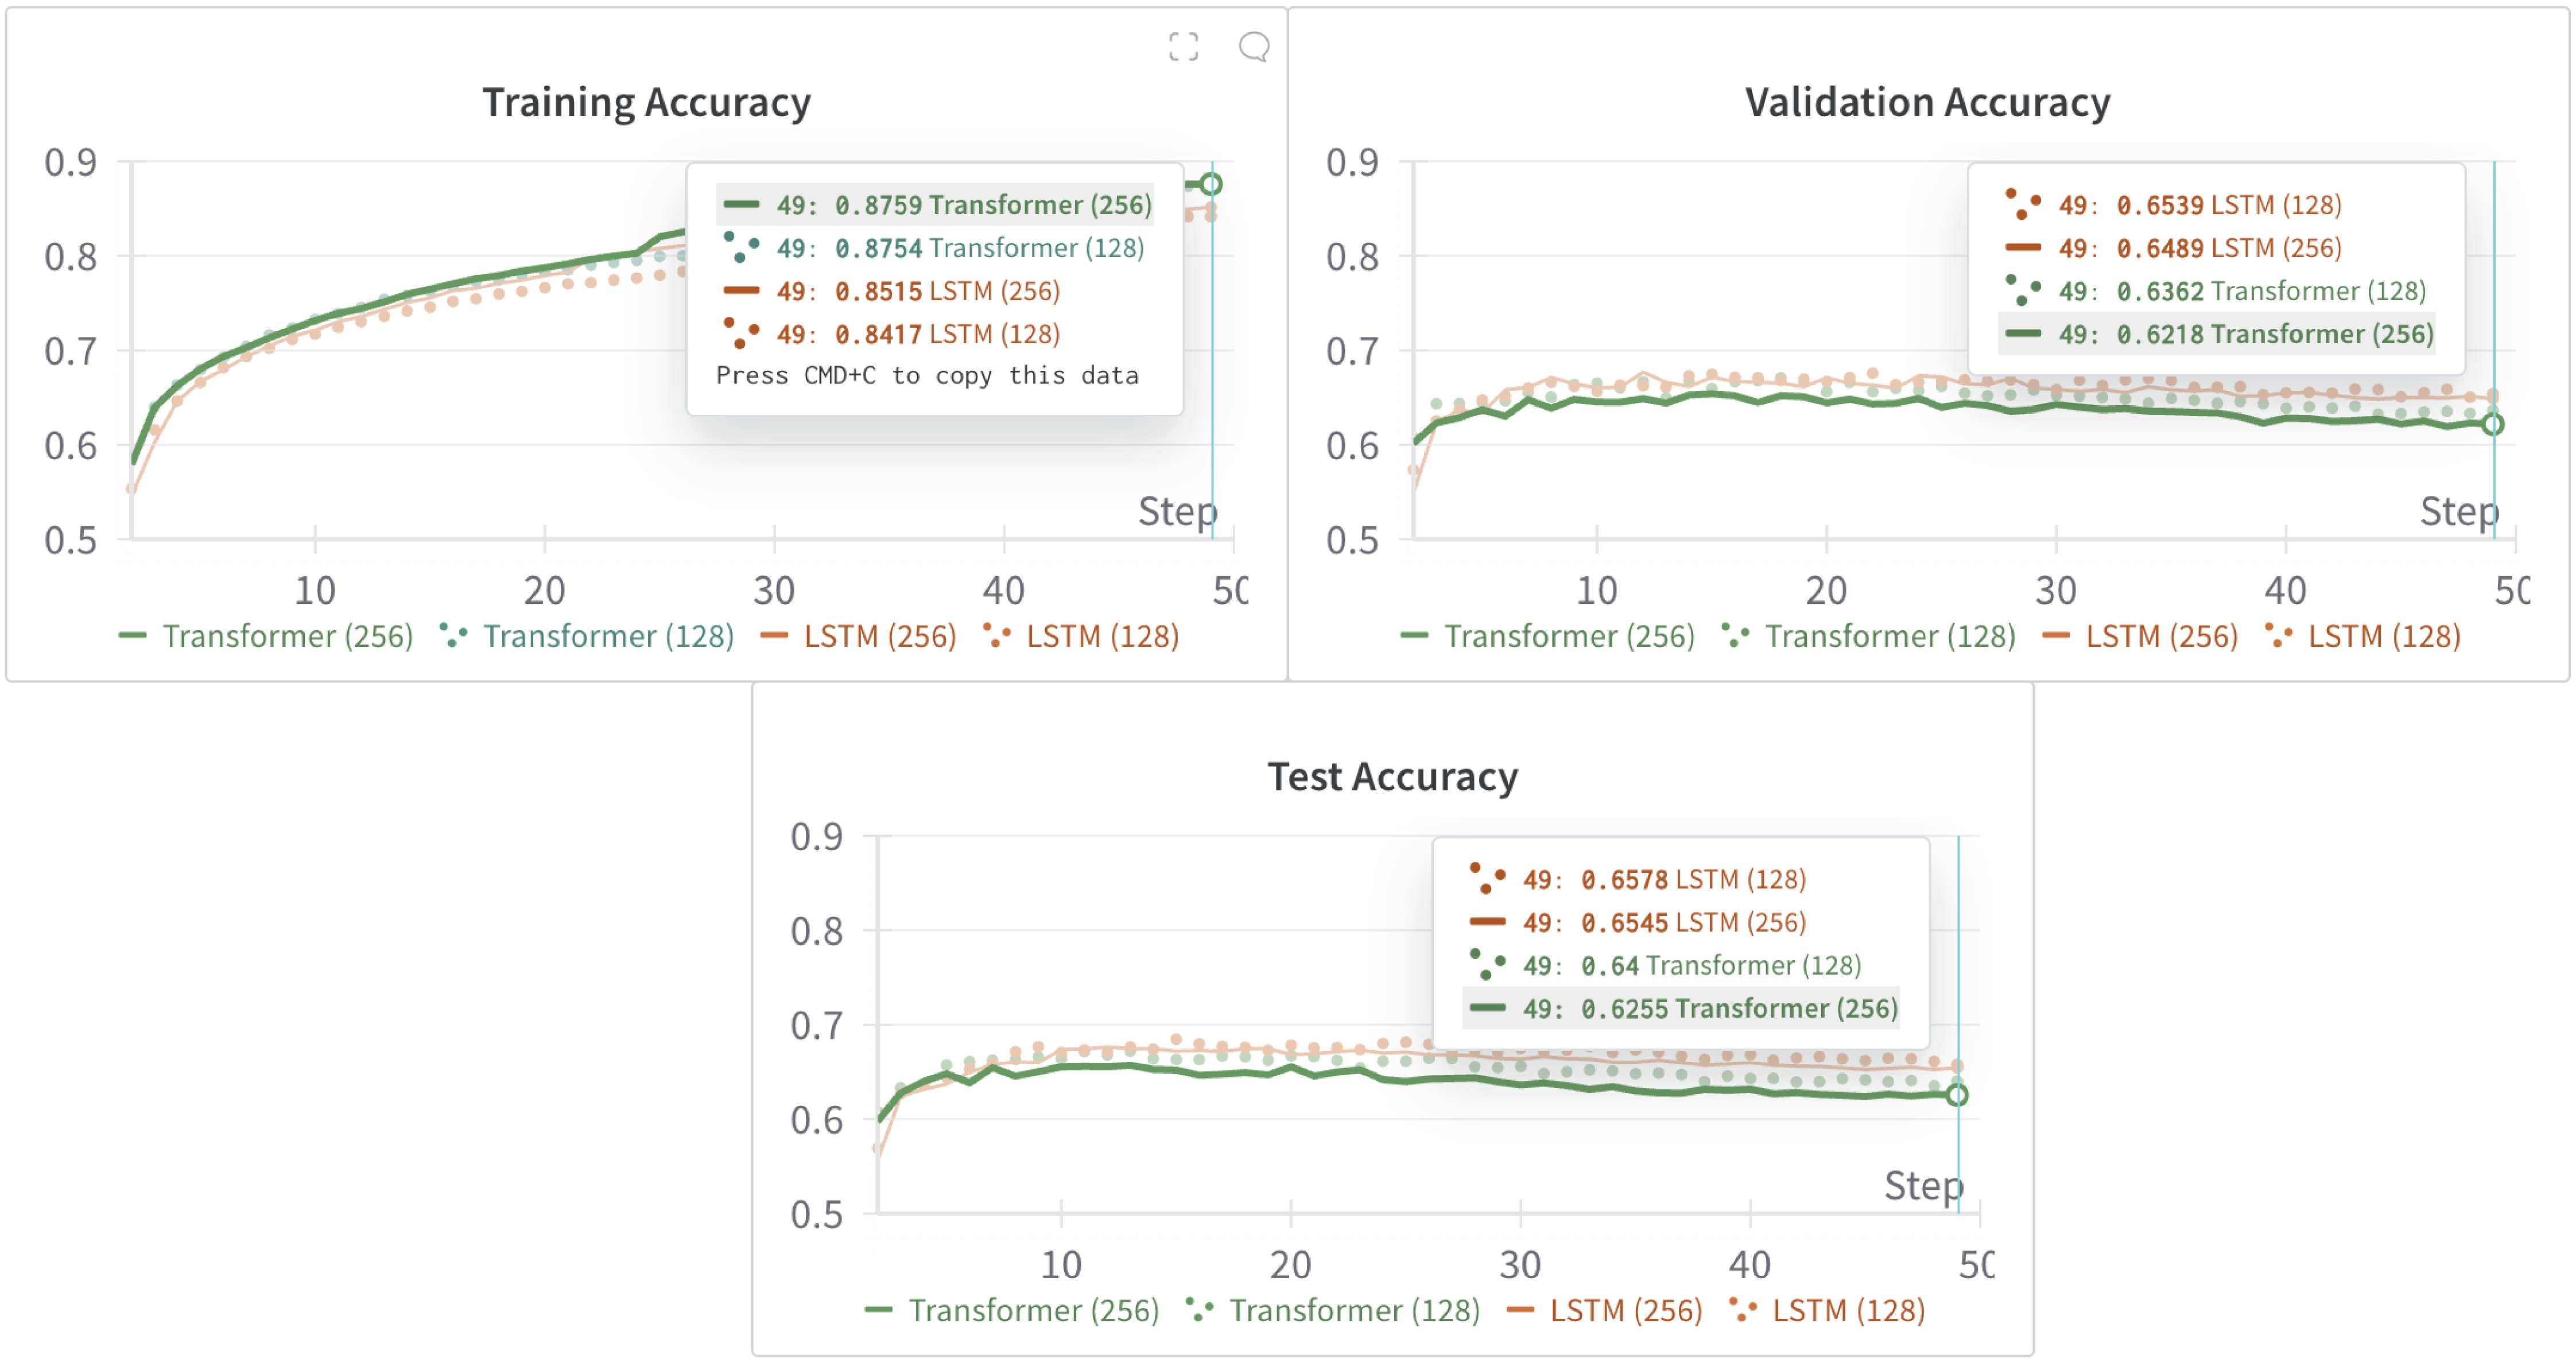 Training Accuracy
0.9
0.8
0.7
0.6
0.5
49: 0.8759 Transformer (256)
49: 0.8754 Transformer (128)
49: 0.8515 LSTM (256)
49: 0.8417 LSTM (128)
Press CMD+C to copy this data
Step
10 20 30 40 50
Transformer (256) Transformer (128) LSTM (256) LSTM (128)
Validation Accuracy
0.9
0.8
0.7
0.6
0.5
49: 0.6539 LSTM (128)
49: 0.6489 LSTM (256)
49: 0.6362 Transformer (128)
49: 0.6218 Transformer (256)
Step
10 20 30 40 50
Transformer (256) Transformer (128) LSTM (256) LSTM (128)
Test Accuracy
0.9
0.8
0.7
0.6
0.5
49: 0.6578 LSTM (128)
49: 0.6545 LSTM (256)
49: 0.64 Transformer (128)
49: 0.6255 Transformer (256)
Step
10 20 30 40 50
Transformer (256) Transformer (128) LSTM (256) LSTM (128)